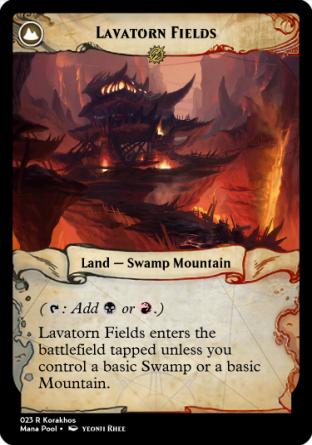 Lavatorn Fields
Land — Swamp Mountain
( : Add or .)
Lavatorn Fields enters the
battlefield tapped unless you
control a basic Swamp or a basic
Mountain.
023 R Korakhos
Mana Pool • Yeonji Rhee